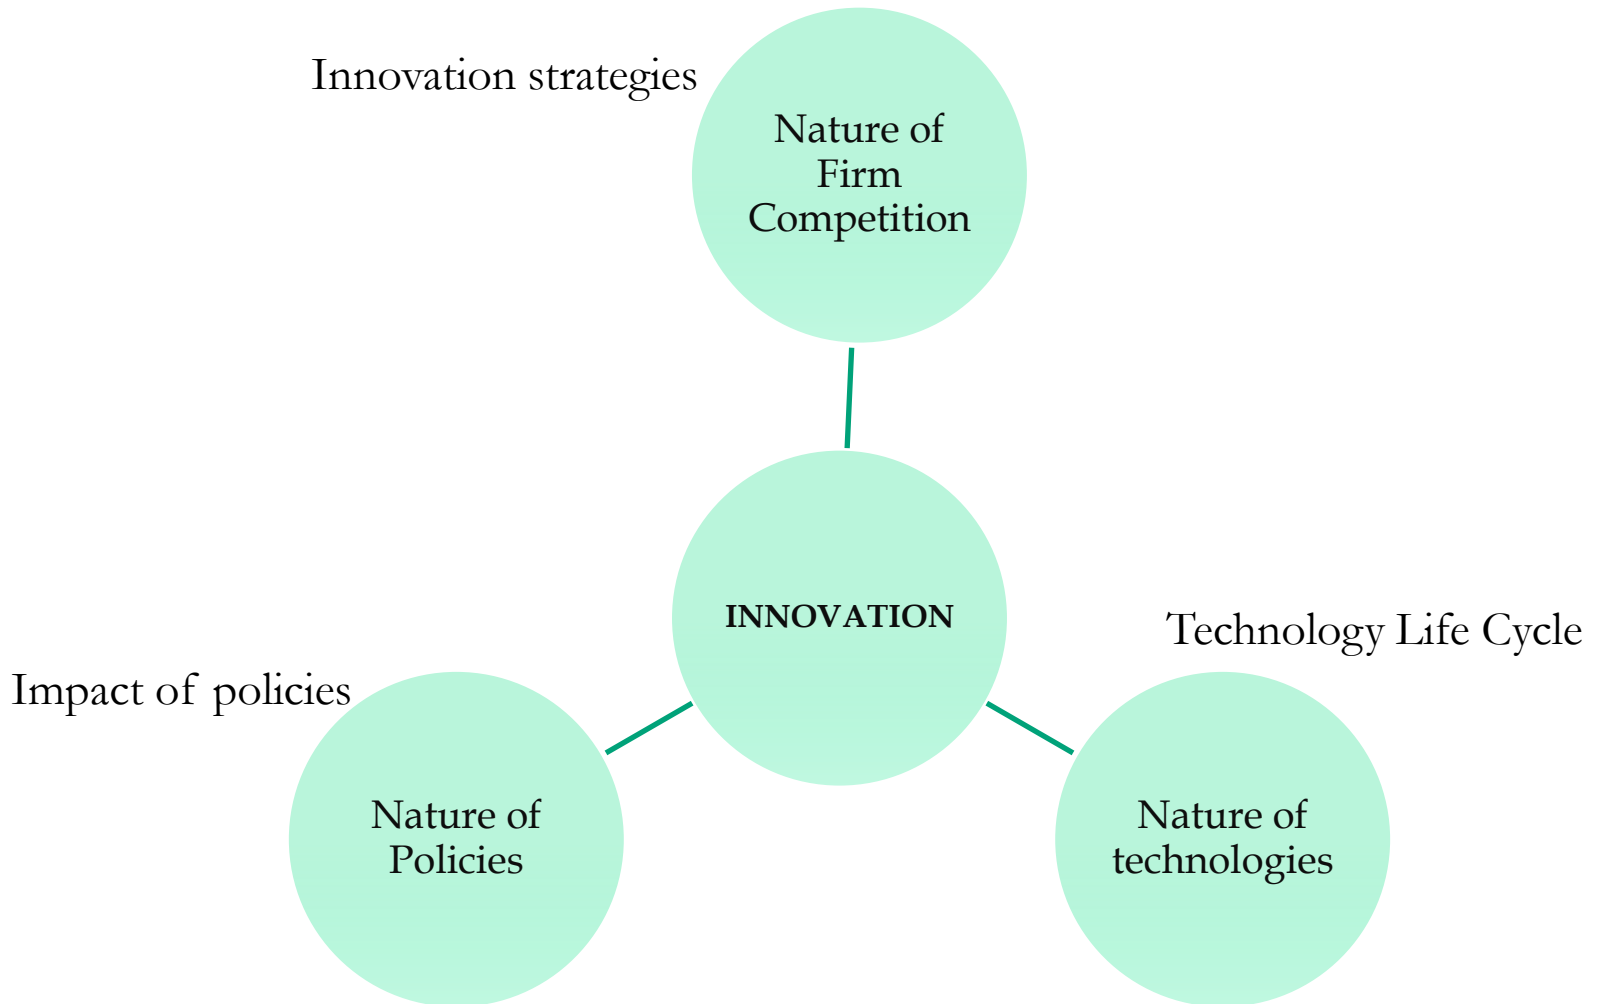 Innovation strategies
Nature of
Firm
Competition
INNOVATION
Technology Life Cycle
Impact of policies
Nature of
Policies
Nature of
technologies